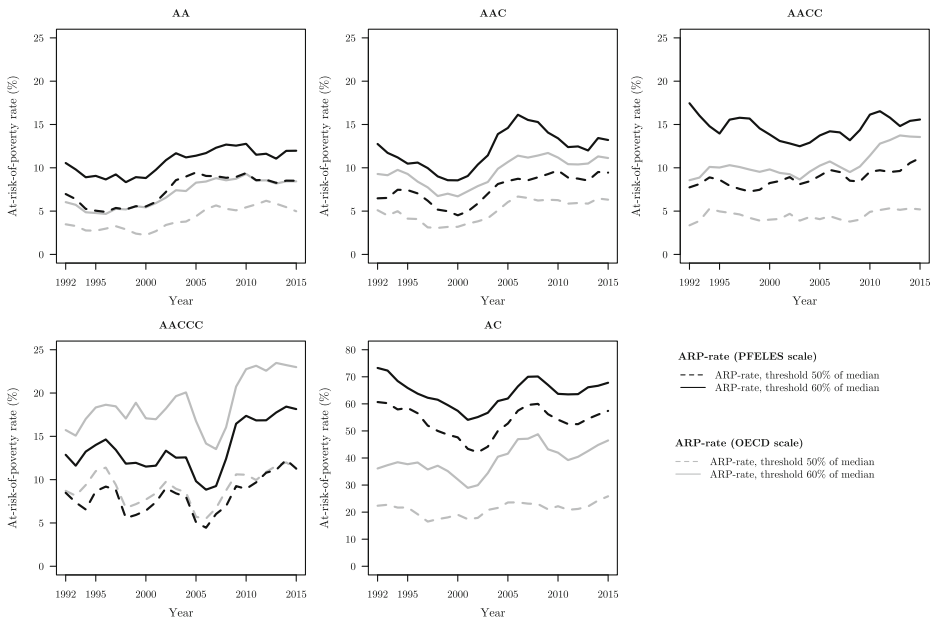 AA
At-risk-of-poverty rate (%)
25
20
15
10
5
0
1992 1995 2000 2005 2010 2015
Year
AAC
At-risk-of-poverty rate (%)
25
20
15
10
5
0
1992 1995 2000 2005 2010 2015
Year
AACC
At-risk-of-poverty rate (%)
25
20
15
10
5
0
1992 1995 2000 2005 2010 2015
Year
AACCC
At-risk-of-poverty rate (%)
25
20
15
10
5
0
1992 1995 2000 2005 2010 2015
Year
AC
At-risk-of-poverty rate (%)
80
70
60
50
40
30
20
10
0
1992 1995 2000 2005 2010 2015
Year
ARP-rate (PFELES scale)
ARP-rate, threshold 50% of median
ARP-rate, threshold 60% of median
ARP-rate (OECD scale)
ARP-rate, threshold 50% of median
ARP-rate, threshold 60% of median